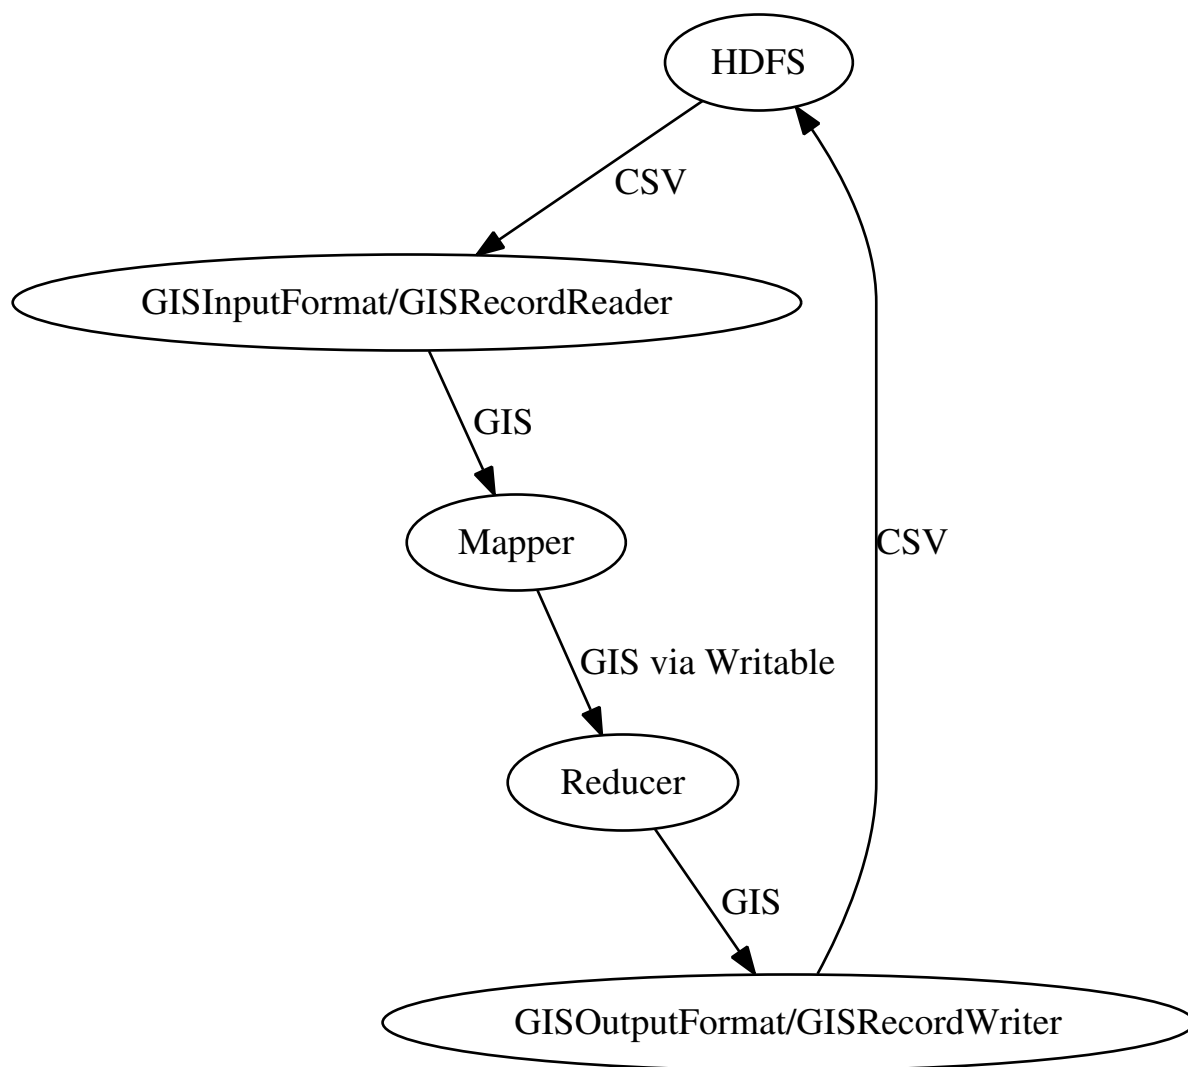 HDFS
CSV
GISInputFormat/GISRecordReader
GIS
Mapper
CSV
GIS via Writable
Reducer
GIS
GISOutputFormat/GISRecordWriter